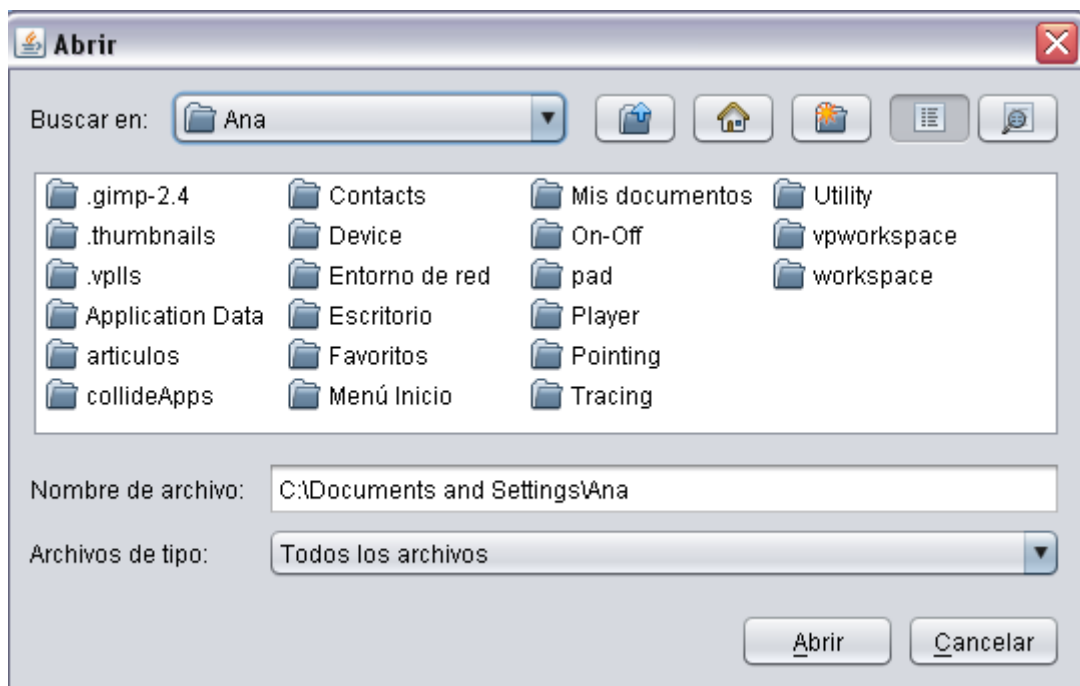 Abrir
Buscar en: Ana
.gimp-2.4 Contacts Mis documentos Utility
.thumbnails Device On-Off vpworkspace
.vplls Entorno de red pad workspace
Application Data Escritorio Player
articulos Favoritos Pointing
collideApps Menú Inicio Tracing
Nombre de archivo: C:\Documents and Settings\Ana
Archivos de tipo: Todos los archivos
Abrir Cancelar